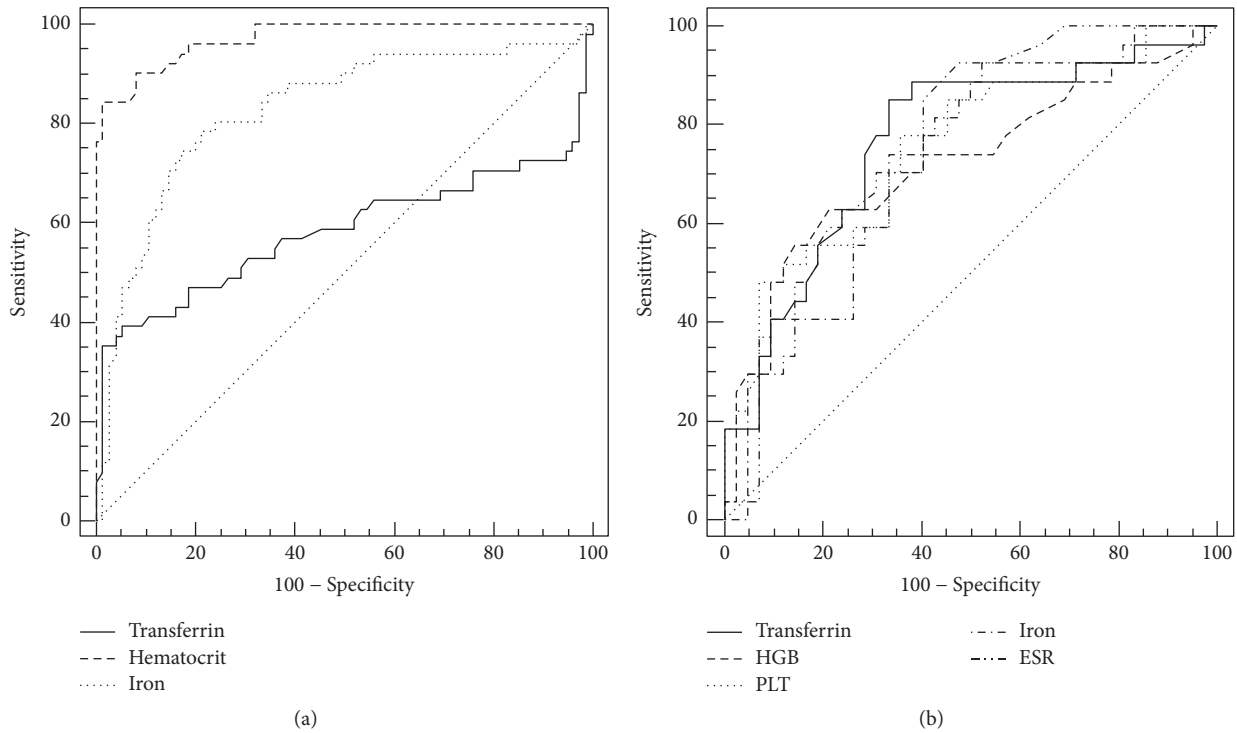 100
80
60
40
20
0
Sensitivity
0 20 40 60 80 100
100 − Specificity
Transferrin
Hematocrit
Iron
(a)
100
80
60
40
20
0
Sensitivity
0 20 40 60 80 100
100 − Specificity
Transferrin
HGB
PLT
Iron
ESR
(b)